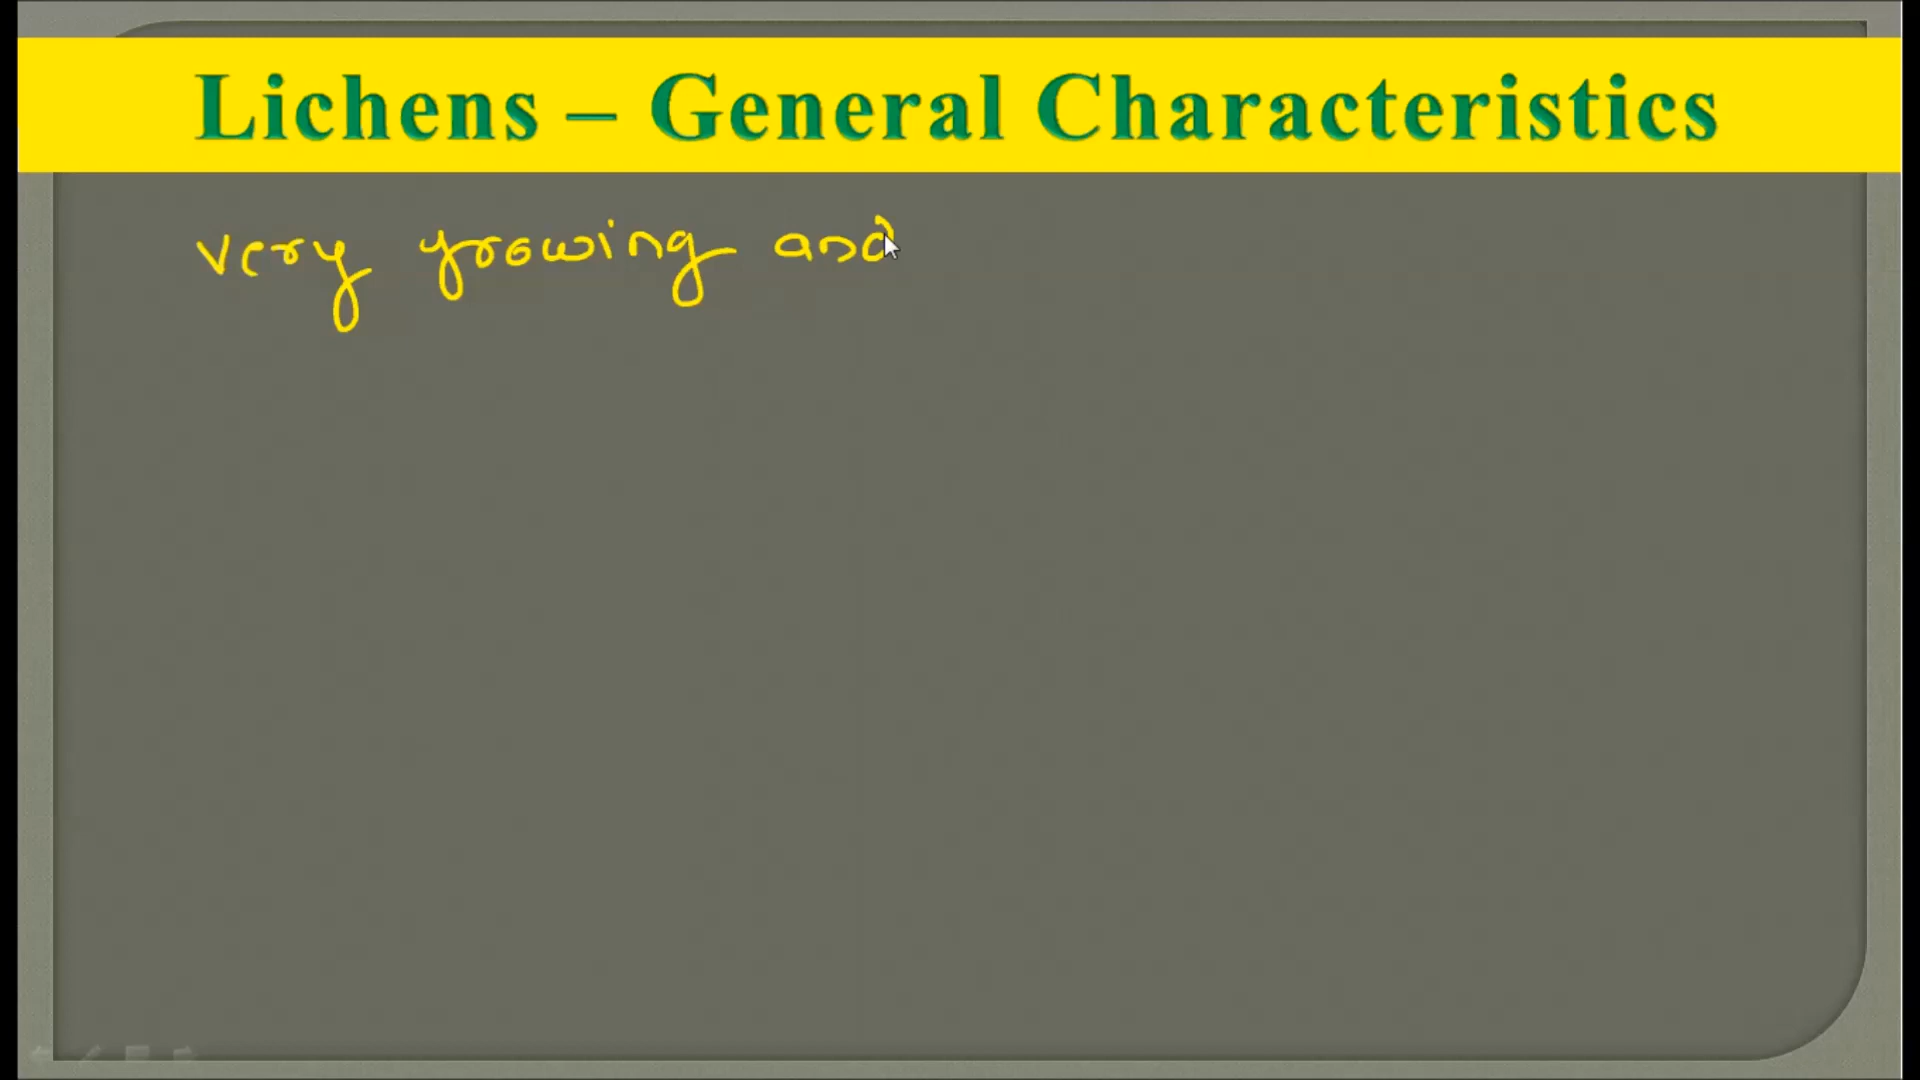 Lichens – General Characteristics
very growing and